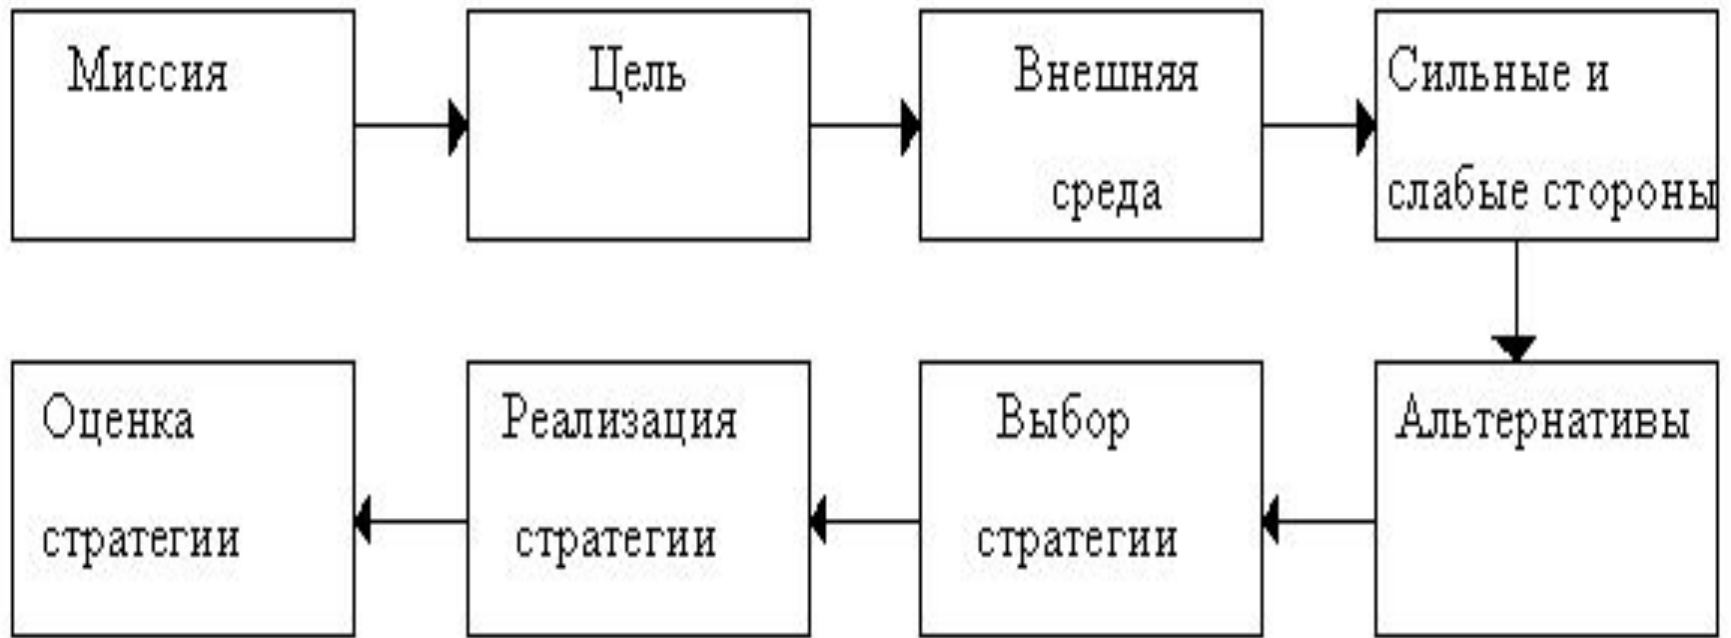 Миссия
Цель
Внешняя
среда
Сильные и
слабые стороны
Альтернативы
Выбор
стратегии
Реализация
стратегии
Оценка
стратегии